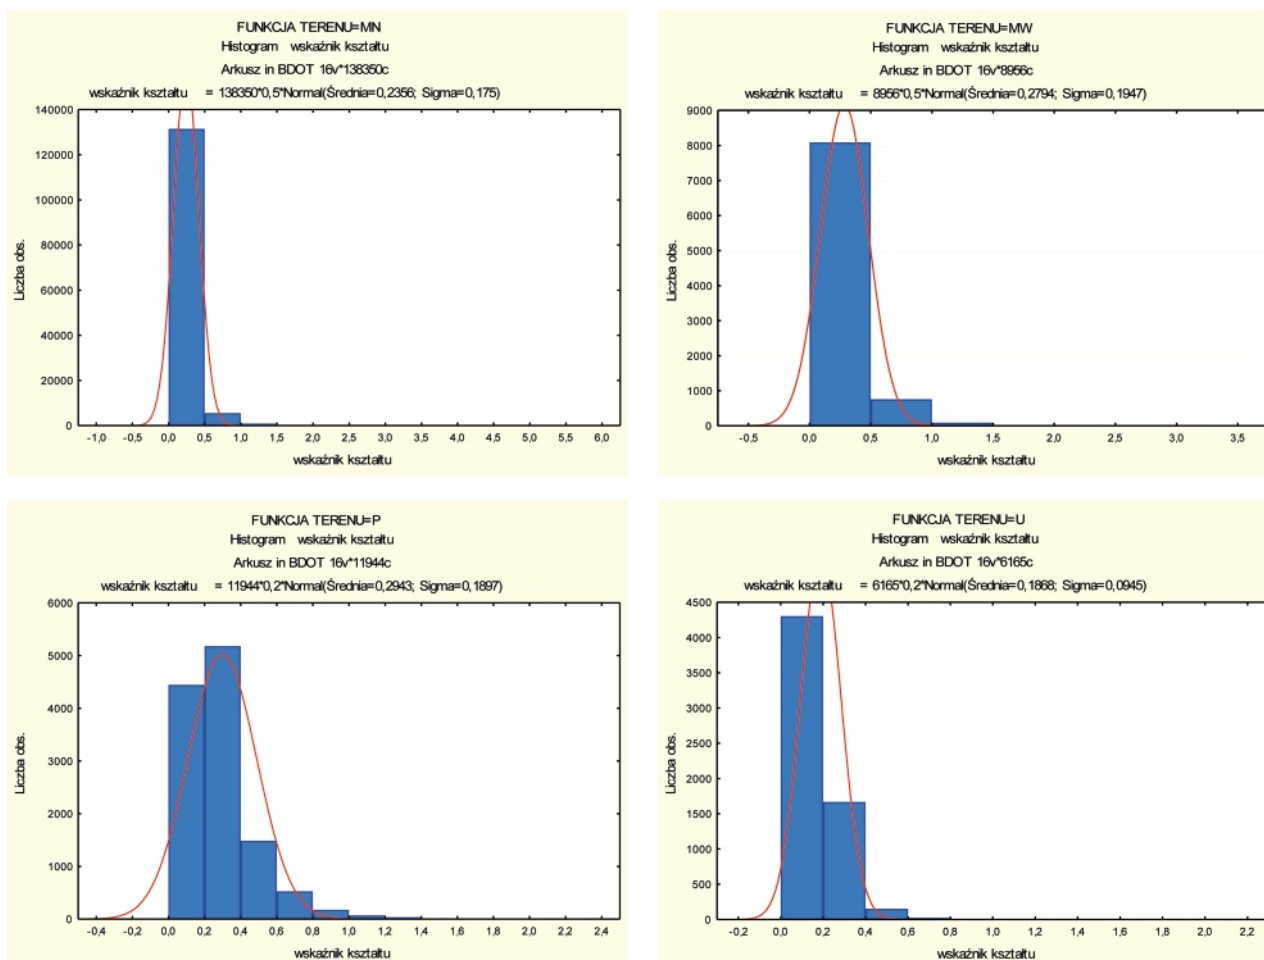 FUNKCJA TERENU=MN
Histogram wskaźnik kształtu
Arkusz in BDOT 16v*138350c
wskaźnik kształtu = 138350*0,5*Normal(Średnia=0,2356; Sigma=0,175)
140000
120000
100000
80000
60000
40000
20000
0
Liczba obs.
-1,0 -0,5 0,0 0,5 1,0 1,5 2,0 2,5 3,0 3,5 4,0 4,5 5,0 5,5 6,0
wskaźnik kształtu
FUNKCJA TERENU=MW
Histogram wskaźnik kształtu
Arkusz in BDOT 16v*8956c
wskaźnik kształtu = 8956*0,5*Normal(Średnia=0,2794; Sigma=0,1947)
9000
8000
7000
6000
5000
4000
3000
2000
1000
0
Liczba obs.
-0,5 0,0 0,5 1,0 1,5 2,0 2,5 3,0 3,5
wskaźnik kształtu
FUNKCJA TERENU=P
Histogram wskaźnik kształtu
Arkusz in BDOT 16v*11944c
wskaźnik kształtu = 11944*0,2*Normal(Średnia=0,2943; Sigma=0,1897)
6000
5000
4000
3000
2000
1000
0
Liczba obs.
-0,4 -0,2 0,0 0,2 0,4 0,6 0,8 1,0 1,2 1,4 1,6 1,8 2,0 2,2 2,4
wskaźnik kształtu
FUNKCJA TERENU=U
Histogram wskaźnik kształtu
Arkusz in BDOT 16v*6165c
wskaźnik kształtu = 6165*0,2*Normal(Średnia=0,1868; Sigma=0,0945)
4500
4000
3500
3000
2500
2000
1500
1000
500
0
Liczba obs.
-0,2 0,0 0,2 0,4 0,6 0,8 1,0 1,2 1,4 1,6 1,8 2,0 2,2
wskaźnik kształtu